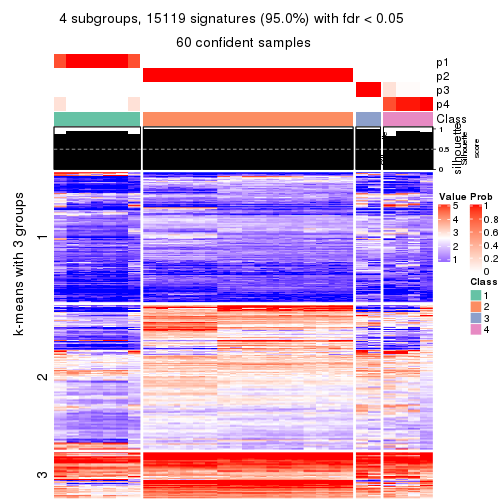 4 subgroups, 15119 signatures (95.0%) with fdr < 0.05
60 confident samples
p1
p2
p3
p4
Class
1
0.5
0
silhouette
Silhouette
score
k-means with 3 groups
1
2
3
Value
5
4
3
2
1
Prob
1
0.8
0.6
0.4
0.2
0
Class
1
2
3
4